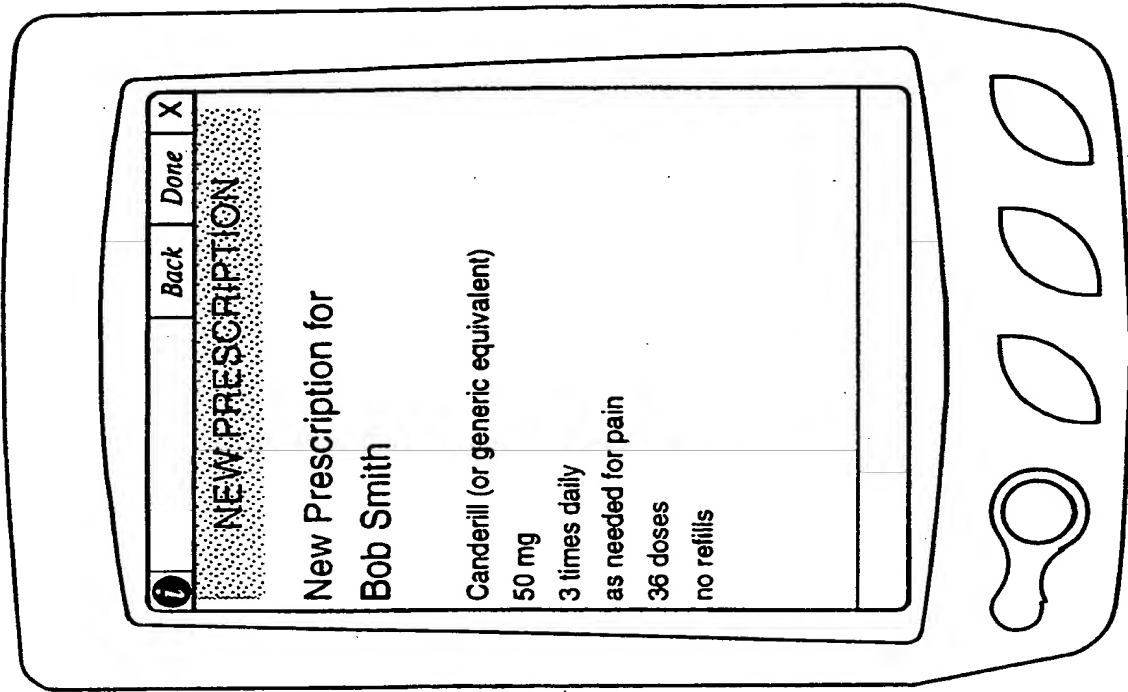 i Back Done X
NEW PRESCRIPTION
New Prescription for
Bob Smith
Canderill (or generic equivalent)
50 mg
3 times daily
as needed for pain
36 doses
no refills